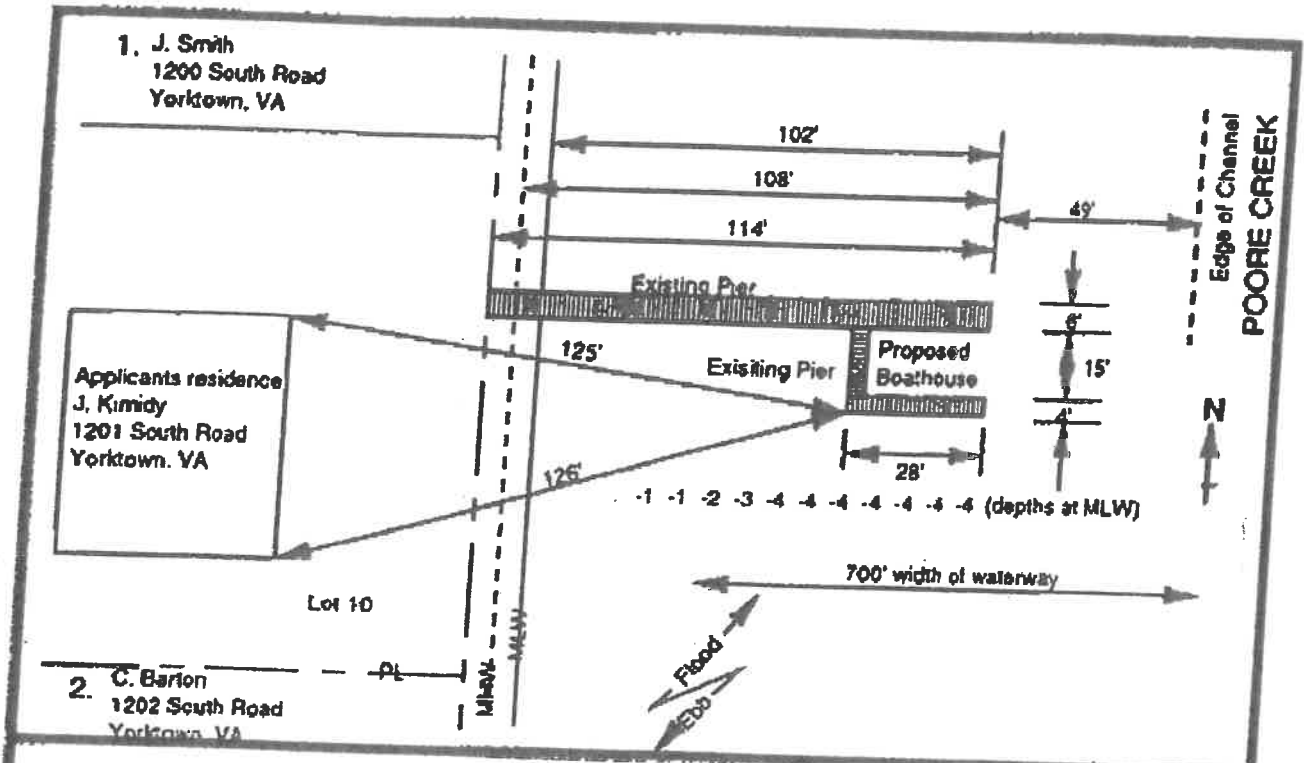 1. J. Smith
1200 South Road
Yorktown, VA
102'
108'
49'
114'
Edge of Channel
POORE CREEK
Existing Pier
6'
125'
Exisiting Pier
Proposed
Boathouse
15'
Applicants residence
J. Kimidy
1201 South Road
Yorktown. VA
4'
N
28'
126'
-1 -1 -2 -3 -4 -4 -4 -4 -4 -4 -4 (depths at MLW)
700' width of waterway
Lot 10
MLW
Flood
PL
MHW
Ebb
2. C. Barton
1202 South Road
Yorktown, VA